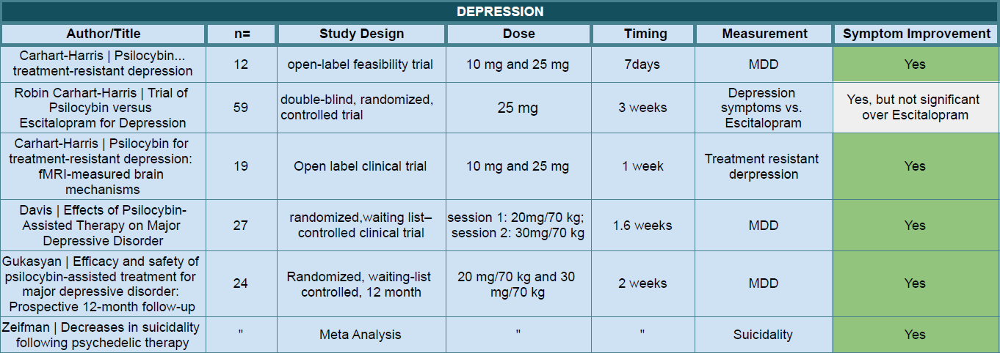 DEPRESSION
Author/Title n= Study Design Dose Timing Measurement Symptom Improvement
Carhart-Harris | Psilocybin...
treatment-resistant depression
12
open-label feasibility trial
10 mg and 25 mg
7days
MDD
Yes
Robin Carhart-Harris | Trial of
Psilocybin versus
Escitalopram for Depression
59
double-blind, randomized,
controlled trial
25 mg
3 weeks
Depression
symptoms vs.
Escitalopram
Yes, but not significant
over Escitalopram
Carhart-Harris | Psilocybin for
treatment-resistant depression:
fMRI-measured brain
mechanisms
19
Open label clinical trial
10 mg and 25 mg
1 week
Treatment resistant
derpression
Yes
Davis | Effects of Psilocybin-
Assisted Therapy on Major
Depressive Disorder
27
randomized,waiting list–
controlled clinical trial
session 1: 20mg/70 kg;
session 2: 30mg/70 kg
1.6 weeks
MDD
Yes
Gukasyan | Efficacy and safety of
psilocybin-assisted treatment for
major depressive disorder:
Prospective 12-month follow-up
24
Randomized, waiting-list
controlled, 12 month
20 mg/70 kg and 30
mg/70 kg
2 weeks
MDD
Yes
Zeifman | Decreases in suicidality
following psychedelic therapy
"
Meta Analysis
"
"
Suicidality
Yes